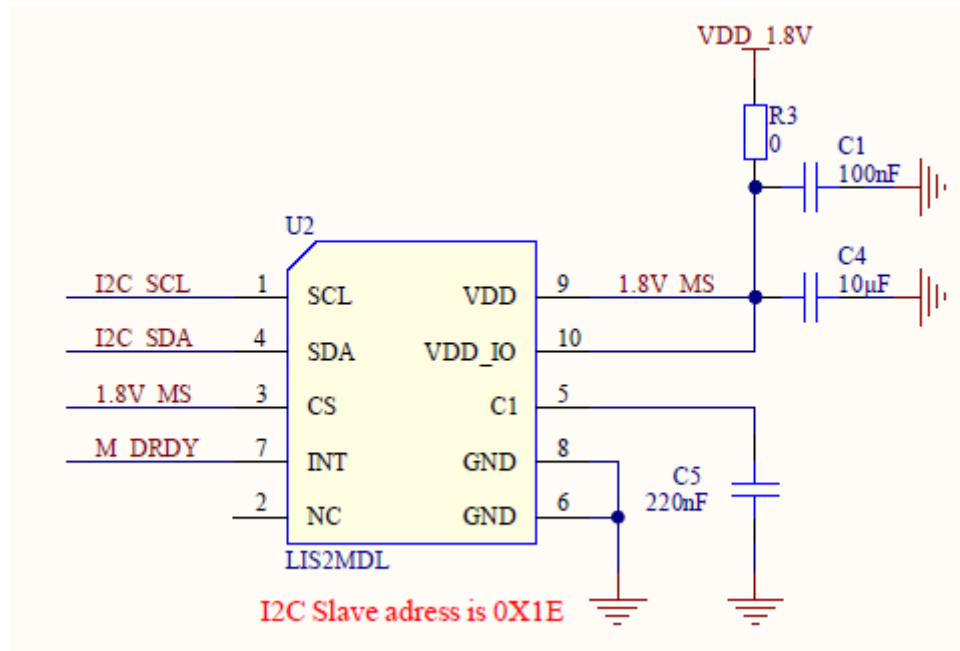 VDD_1.8V
R3
0
C1
100nF
U2
C4
I2C_SCL 1 SCL VDD 9 1.8V_MS 10µF
I2C_SDA 4 SDA VDD_IO 10
1.8V_MS 3 CS C1 5
M_DRDY 7 INT GND 8
C5
220nF
2 NC GND 6
LIS2MDL
I2C Slave adress is 0X1E